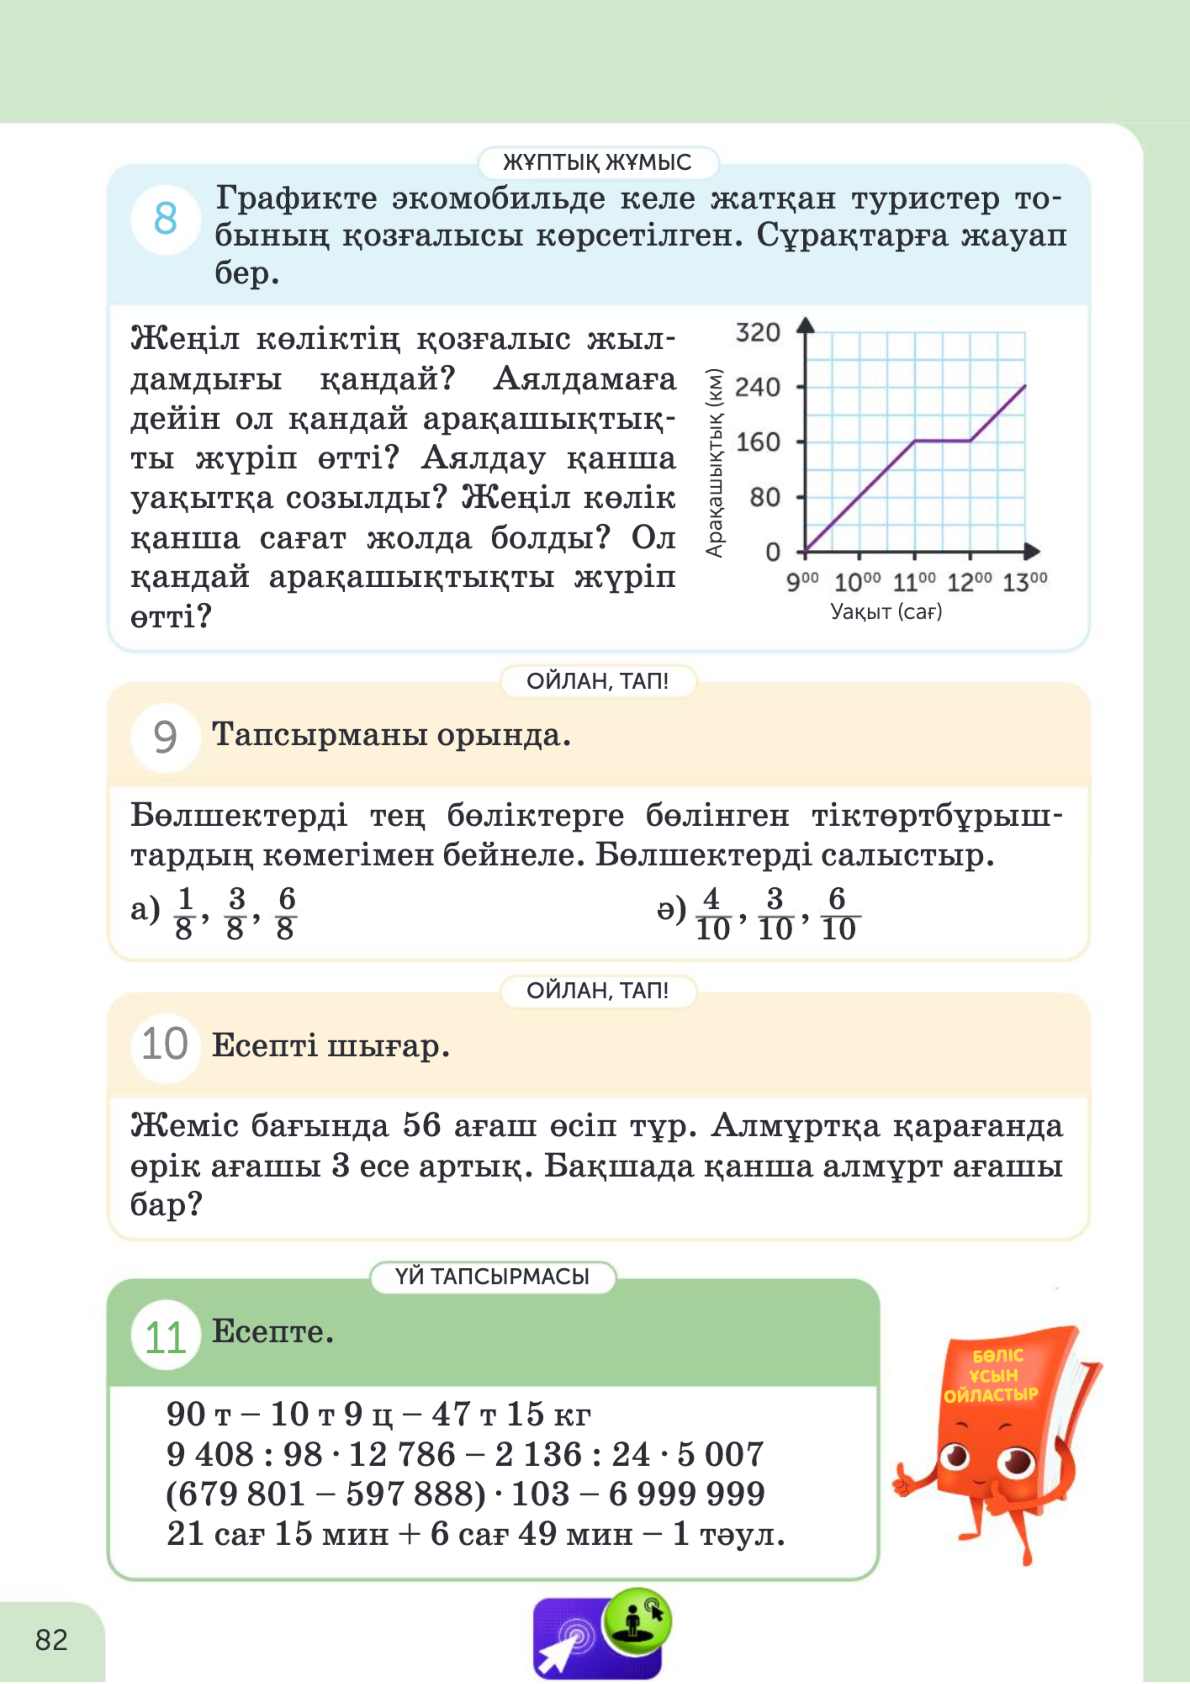 ЖҰПТЫҚ ЖҰМЫС
8
Графикте экомобильде келе жатқан туристер то-
бының қозғалысы көрсетілген. Сұрақтарға жауап
бер.
Жеңіл көліктің қозғалыс жыл-
дамдығы қандай? Аялдамаға
дейін ол қандай арақашықтық-
ты жүріп өтті? Аялдау қанша
уақытқа созылды? Жеңіл көлік
қанша сағат жолда болды? Ол
қандай арақашықтықты жүріп
өтті?
Арақашықтық (км)
320
240
160
80
0
9⁰⁰ 10⁰⁰ 11⁰⁰ 12⁰⁰ 13⁰⁰
Уақыт (сағ)
ОЙЛАН, ТАП!
9 Тапсырманы орында.
Бөлшектерді тең бөліктерге бөлінген тіктөртбұрыш-
тардың көмегімен бейнеле. Бөлшектерді салыстыр.
а) 1/8, 3/8, 6/8 ә) 4/10, 3/10, 6/10
ОЙЛАН, ТАП!
10 Есепті шығар.
Жеміс бағында 56 ағаш өсіп тұр. Алмұртқа қарағанда
өрік ағашы 3 есе артық. Бақшада қанша алмұрт ағашы
бар?
ҮЙ ТАПСЫРМАСЫ
11 Есепте.
90 т – 10 т 9 ц – 47 т 15 кг
9 408 : 98 · 12 786 – 2 136 : 24 · 5 007
(679 801 – 597 888) · 103 – 6 999 999
21 сағ 15 мин + 6 сағ 49 мин – 1 тәул.
БӨЛІС
ҰСЫН
ОЙЛАСТЫР
82